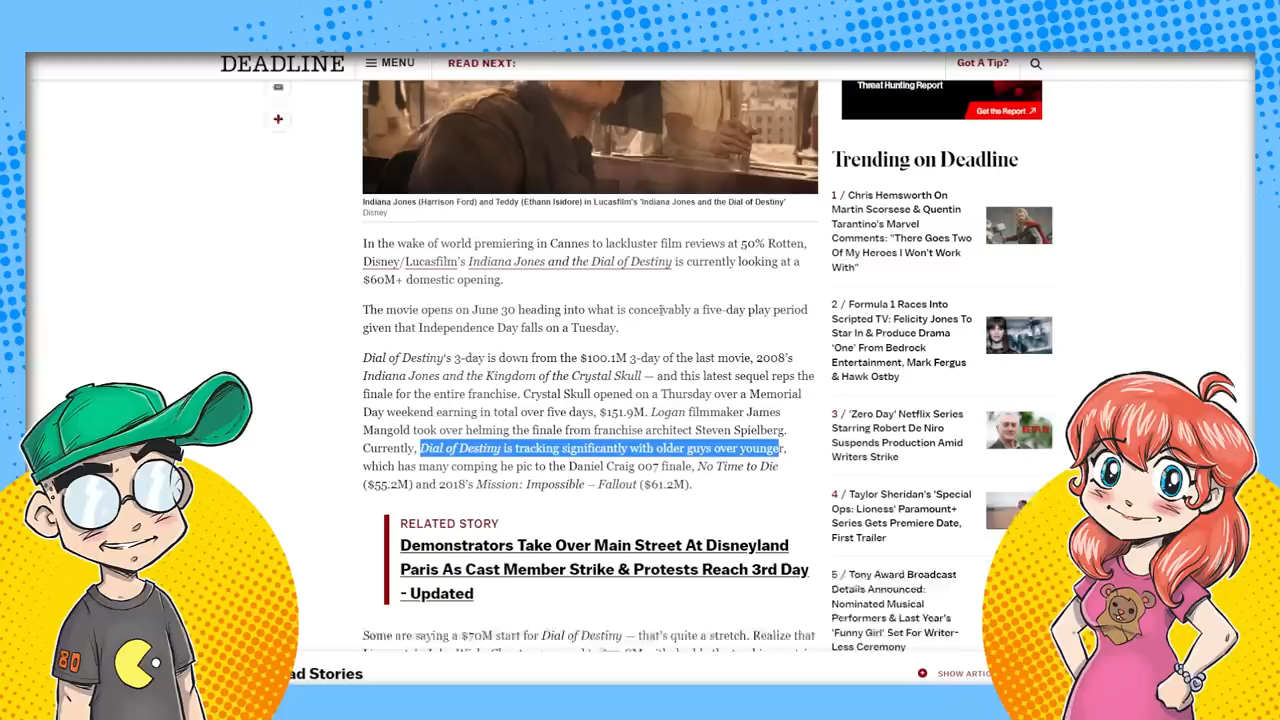 DEADLINE
MENU
READ NEXT:
Got A Tip?
Threat Hunting Report
Get the Report
Indiana Jones (Harrison Ford) and Teddy (Ethann Isidore) in Lucasfilm's 'Indiana Jones and the Dial of Destiny'
Disney
In the wake of world premiering in Cannes to lackluster film reviews at 50% Rotten,
Disney/Lucasfilm's Indiana Jones and the Dial of Destiny is currently looking at a
$60M+ domestic opening.
The movie opens on June 30 heading into what is conceivably a five-day play period
given that Independence Day falls on a Tuesday.
Dial of Destiny's 3-day is down from the $100.1M 3-day of the last movie, 2008's
Indiana Jones and the Kingdom of the Crystal Skull — and this latest sequel reps the
finale for the entire franchise. Crystal Skull opened on a Thursday over a Memorial
Day weekend earning in total over five days, $151.9M. Logan filmmaker James
Mangold took over helming the finale from franchise architect Steven Spielberg.
Currently, Dial of Destiny is tracking significantly with older guys over younger,
which has many comping he pic to the Daniel Craig 007 finale, No Time to Die
($55.2M) and 2018's Mission: Impossible – Fallout ($61.2M).
RELATED STORY
Demonstrators Take Over Main Street At Disneyland
Paris As Cast Member Strike & Protests Reach 3rd Day
- Updated
Some are saying a $70M start for Dial of Destiny — that's quite a stretch. Realize that
Trending on Deadline
1 / Chris Hemsworth On
Martin Scorsese & Quentin
Tarantino's Marvel
Comments: "There Goes Two
Of My Heroes I Won't Work
With"
2 / Formula 1 Races Into
Scripted TV: Felicity Jones To
Star In & Produce Drama
'One' From Bedrock
Entertainment, Mark Fergus
& Hawk Ostby
3 / 'Zero Day' Netflix Series
Starring Robert De Niro
Suspends Production Amid
Writers Strike
4 / Taylor Sheridan's 'Special
Ops: Lioness' Paramount+
Series Gets Premiere Date,
First Trailer
5 / Tony Award Broadcast
Details Announced:
Nominated Musical
Performers & Last Year's
'Funny Girl' Set For Writer-
Less Ceremony
ad Stories
SHOW ARTIC
80